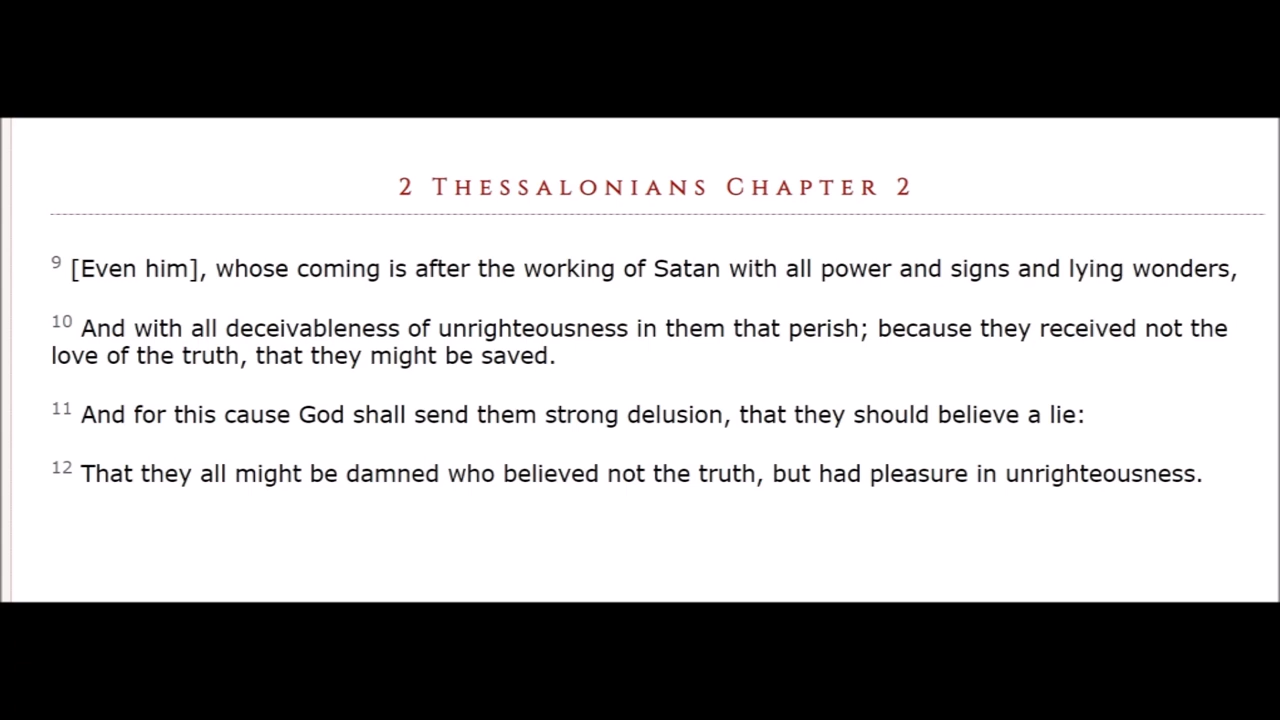 2 Thessalonians Chapter 2
9 [Even him], whose coming is after the working of Satan with all power and signs and lying wonders,
10 And with all deceivableness of unrighteousness in them that perish; because they received not the
love of the truth, that they might be saved.
11 And for this cause God shall send them strong delusion, that they should believe a lie:
12 That they all might be damned who believed not the truth, but had pleasure in unrighteousness.